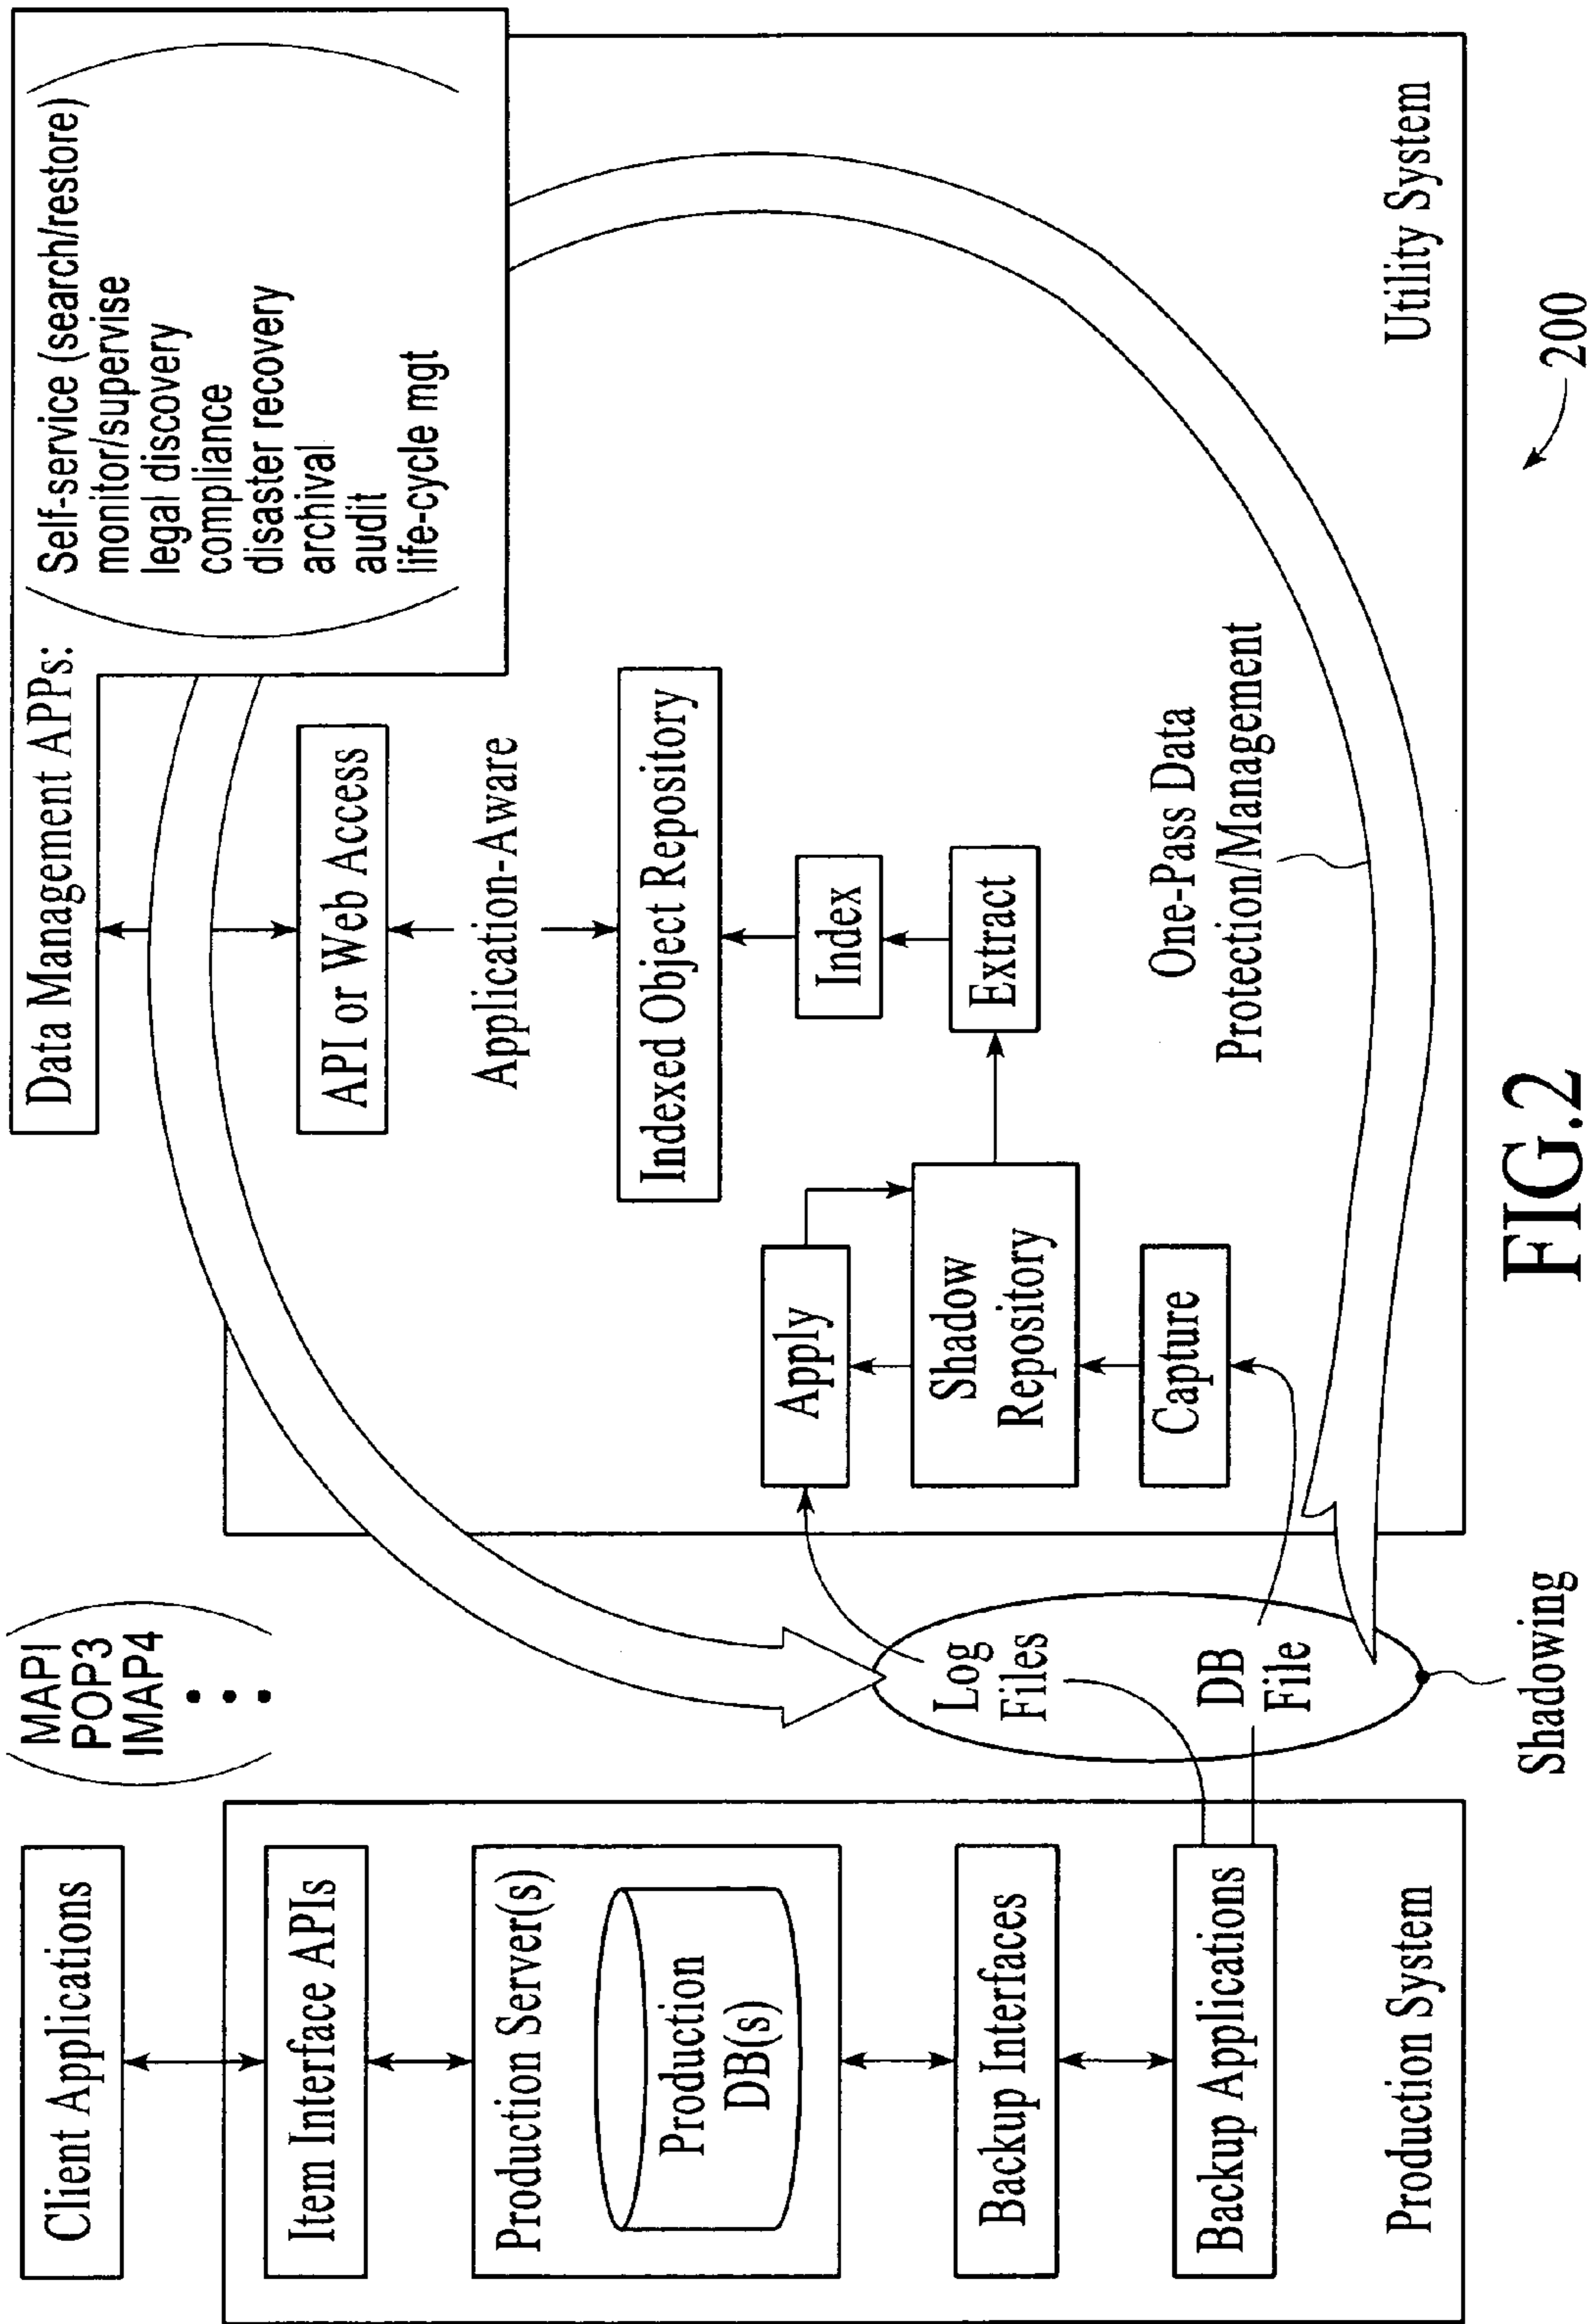 Client Applications
Item Interface APIs
Production Server(s)
Production
DB(s)
Backup Interfaces
Backup Applications
Production System
MAPI
POP3
IMAP4
Log
Files
DB
File
Shadowing
Data Management APPs:
Self-service (search/restore)
monitor/supervise
legal discovery
compliance
disaster recovery
archival
audit
life-cycle mgt
API or Web Access
Application-Aware
Indexed Object Repository
Index
Extract
Apply
Shadow
Repository
Capture
One-Pass Data
Protection/Management
Utility System
200
FIG.2